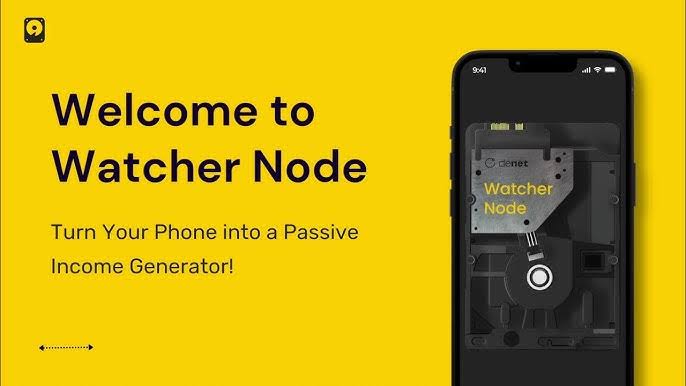 Welcome to
Watcher Node
Turn Your Phone into a Passive
Income Generator!
9:41
denet
Watcher
Node